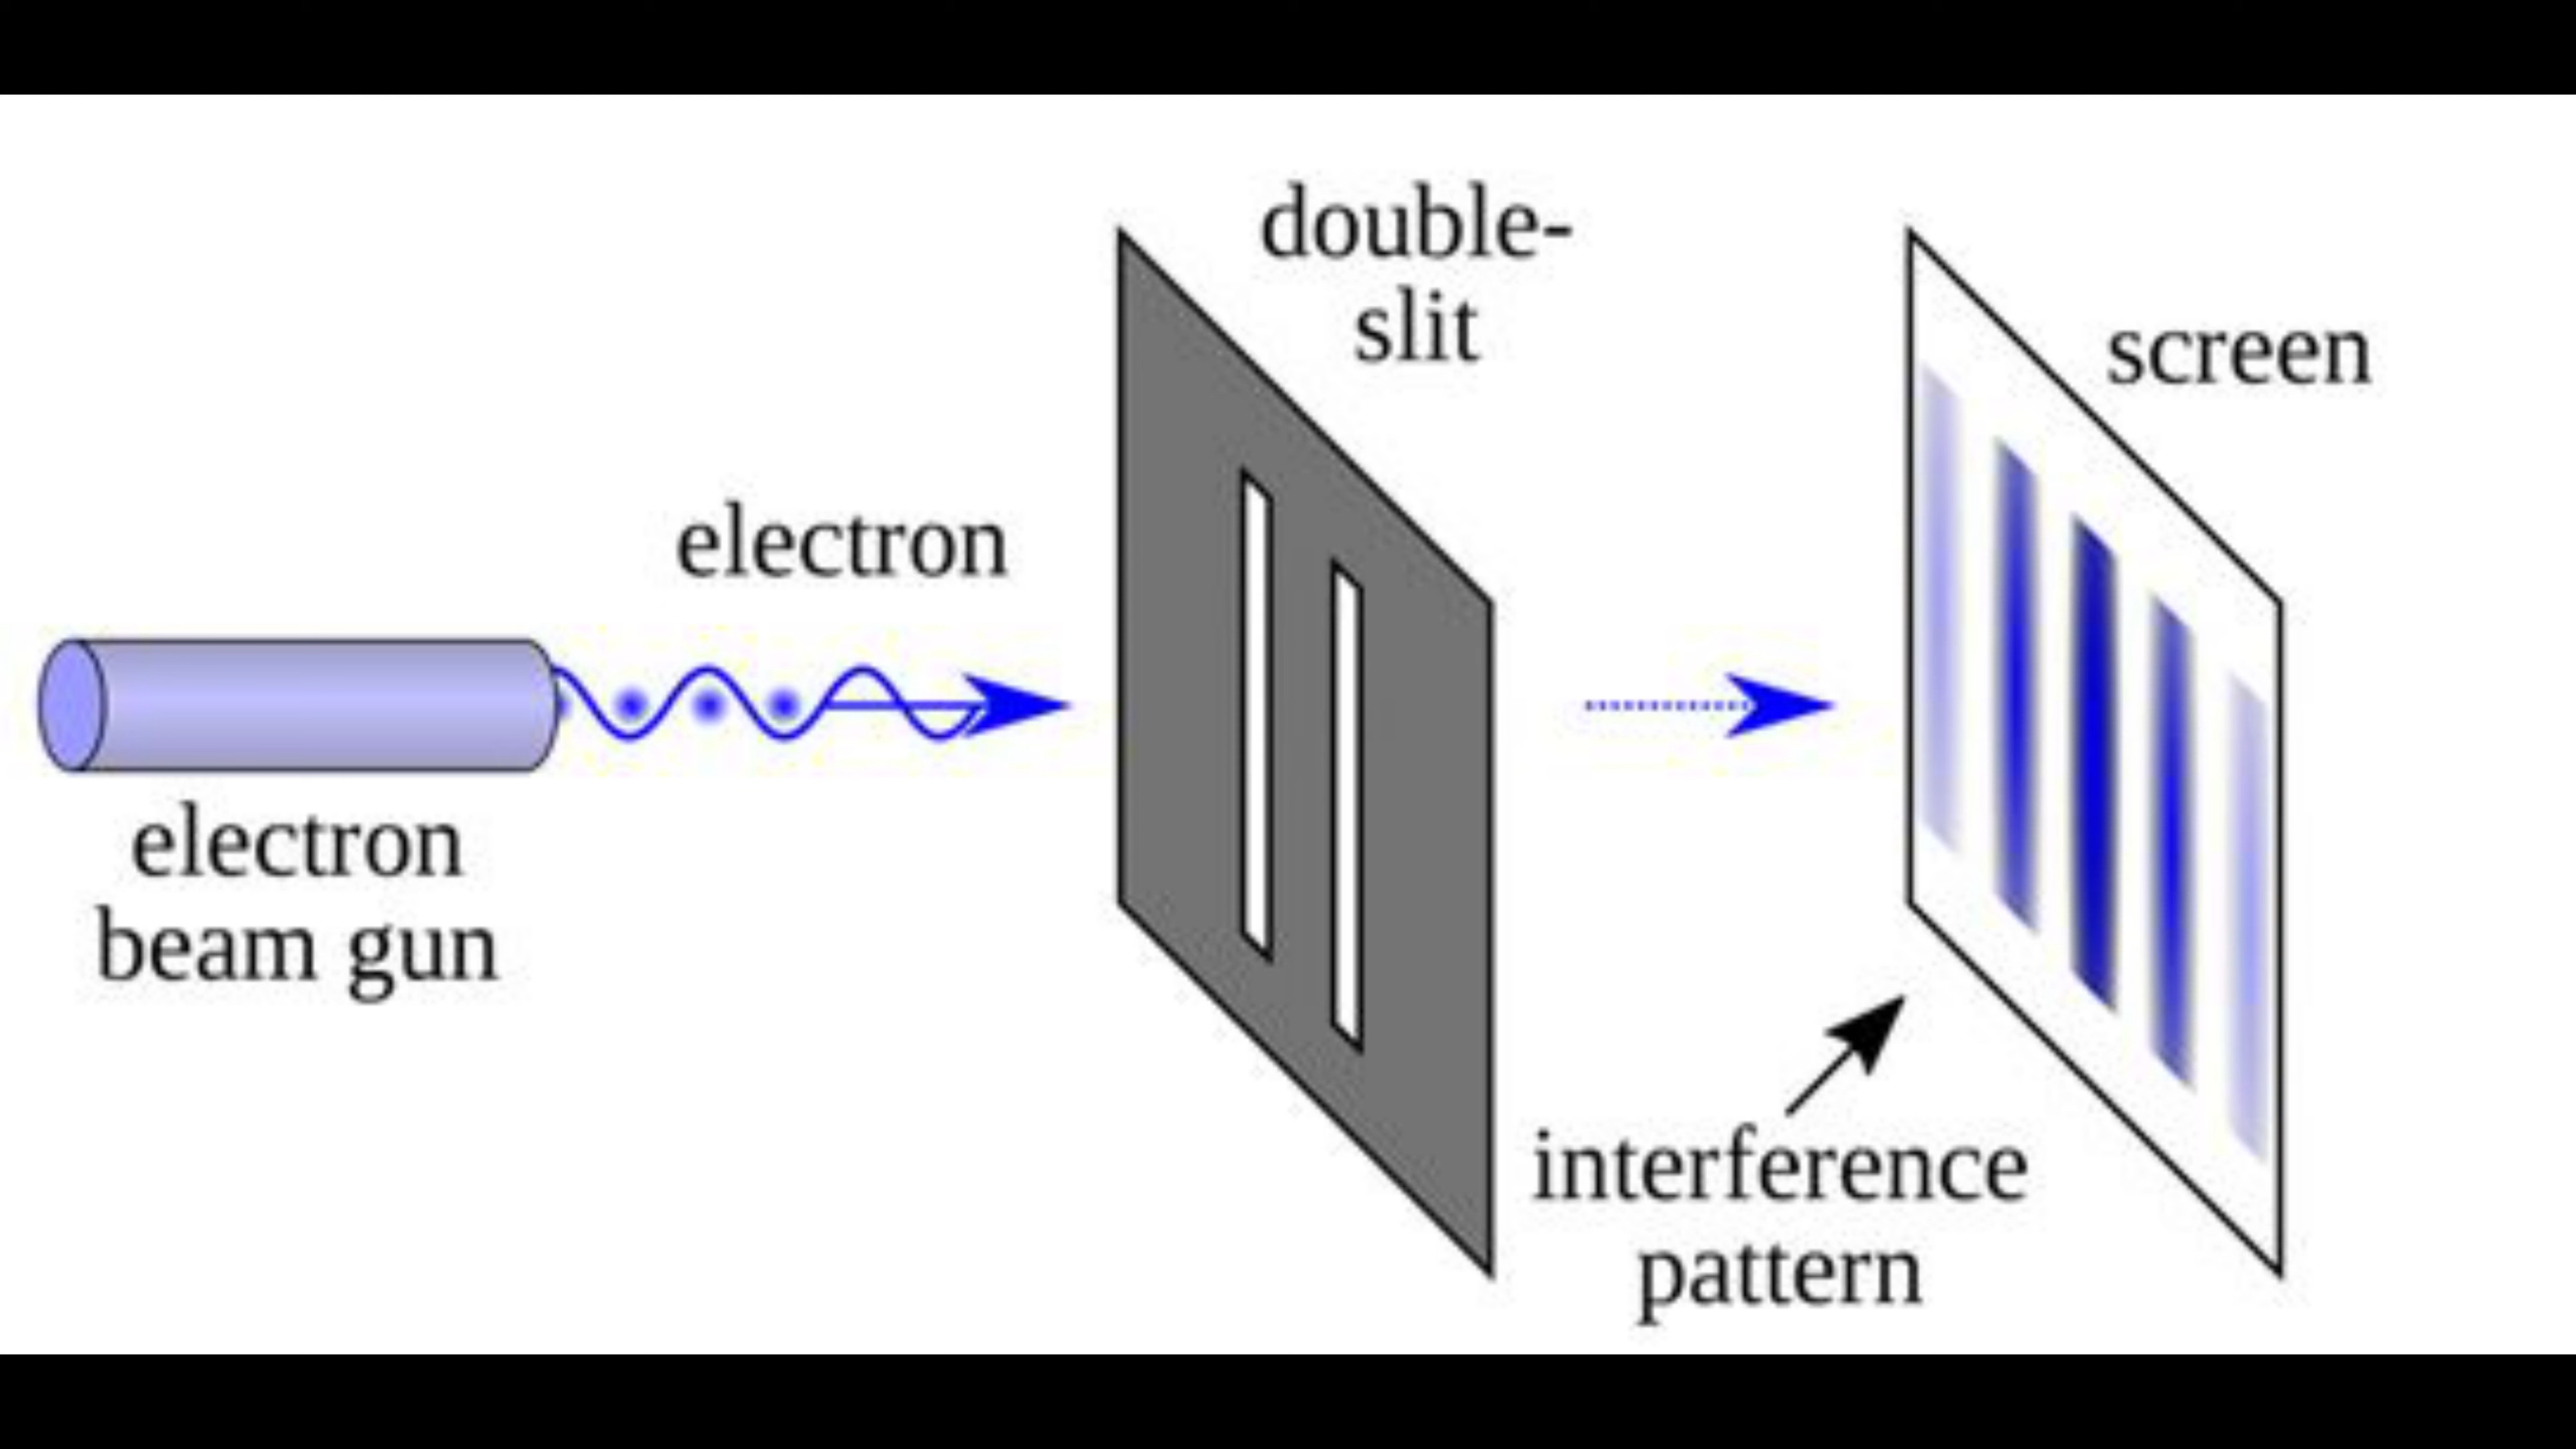 double-
slit
screen
electron
electron
beam gun
interference
pattern